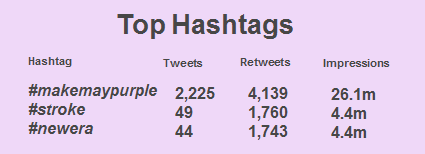 Top Hashtags
Hashtag Tweets Retweets Impressions
#makemaypurple 2,225 4,139 26.1m
#stroke 49 1,760 4.4m
#newera 44 1,743 4.4m